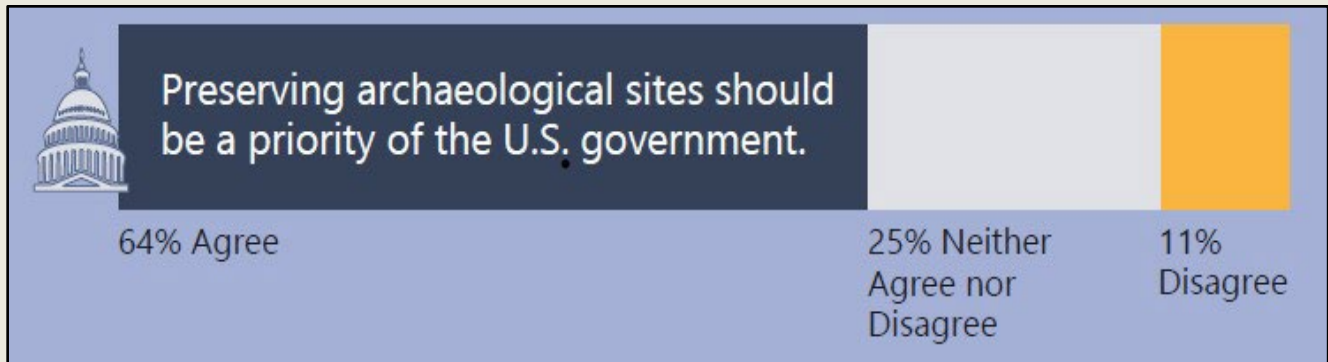 Preserving archaeological sites should
be a priority of the U.S. government.
64% Agree
25% Neither
Agree nor
Disagree
11%
Disagree